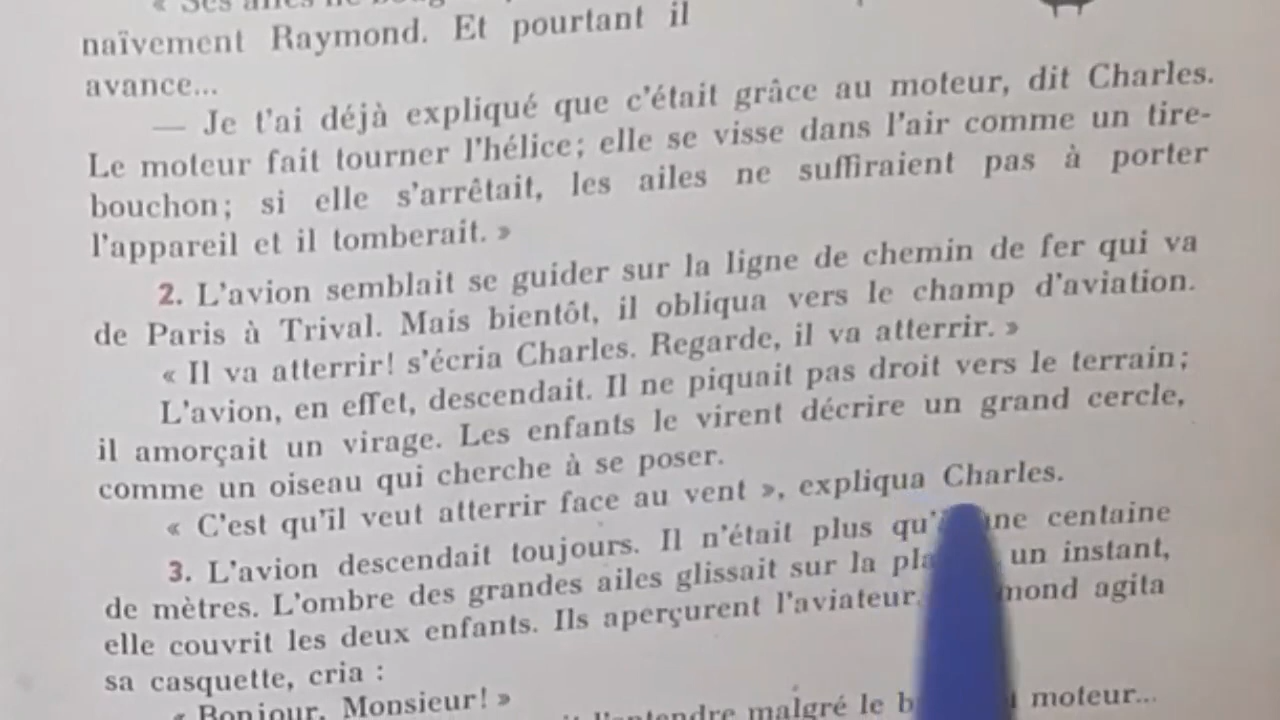 « Ses ailes ne
naïvement Raymond. Et pourtant il
avance...
— Je t'ai déjà expliqué que c'était grâce au moteur, dit Charles.
Le moteur fait tourner l'hélice; elle se visse dans l'air comme un tire-
bouchon; si elle s'arrêtait, les ailes ne suffiraient pas à porter
l'appareil et il tomberait. »
2. L'avion semblait se guider sur la ligne de chemin de fer qui va
de Paris à Trival. Mais bientôt, il obliqua vers le champ d'aviation.
« Il va atterrir! s'écria Charles. Regarde, il va atterrir. »
L'avion, en effet, descendait. Il ne piquait pas droit vers le terrain;
il amorçait un virage. Les enfants le virent décrire un grand cercle,
comme un oiseau qui cherche à se poser.
« C'est qu'il veut atterrir face au vent », expliqua Charles.
3. L'avion descendait toujours. Il n'était plus centaine
de mètres. L'ombre des grandes ailes glissait sur la un instant,
elle couvrit les deux enfants. Ils aperçurent l'aviateur. agita
sa casquette, cria :
« Bonjour, Monsieur! »
l'entendre malgré le moteur...